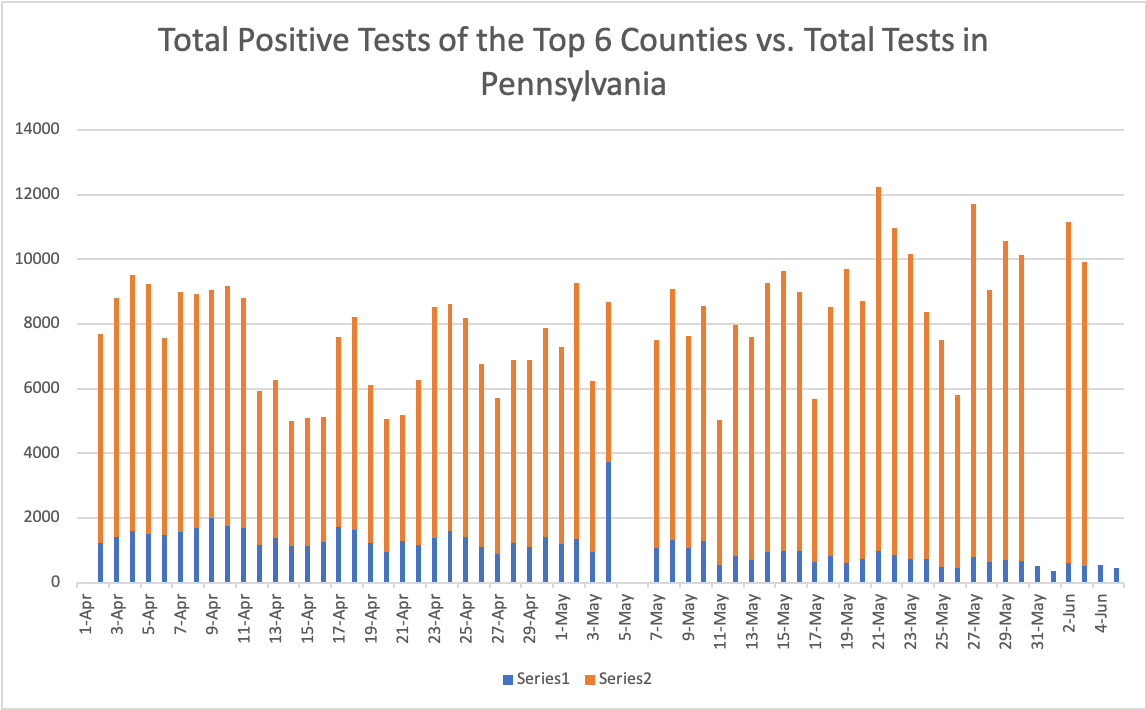 Total Positive Tests of the Top 6 Counties vs. Total Tests in
Pennsylvania
14000
12000
10000
8000
6000
4000
2000
0
1-Apr
3-Apr
5-Apr
7-Apr
9-Apr
11-Apr
13-Apr
15-Apr
17-Apr
19-Apr
21-Apr
23-Apr
25-Apr
27-Apr
29-Apr
1-May
3-May
5-May
7-May
9-May
11-May
13-May
15-May
17-May
19-May
21-May
23-May
25-May
27-May
29-May
31-May
2-Jun
4-Jun
Series1 Series2